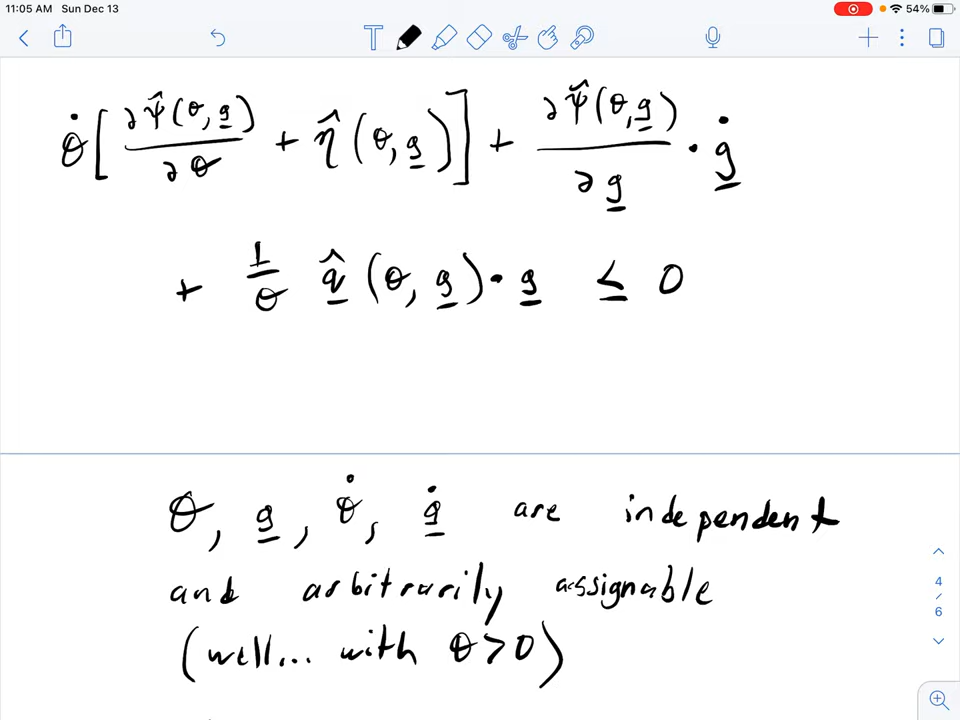 11:05 AM Sun Dec 13
54%
T
θ̇ [ ∂ψ̂(θ,g) / ∂θ + η̂(θ,g) ] + ∂ψ̂(θ,g) / ∂g · ġ
+ 1/θ q̂(θ,g)·g ≤ 0
θ, g, θ̇, ġ are independent
and arbitrarily assignable
(well... with θ>0)
4
/
6